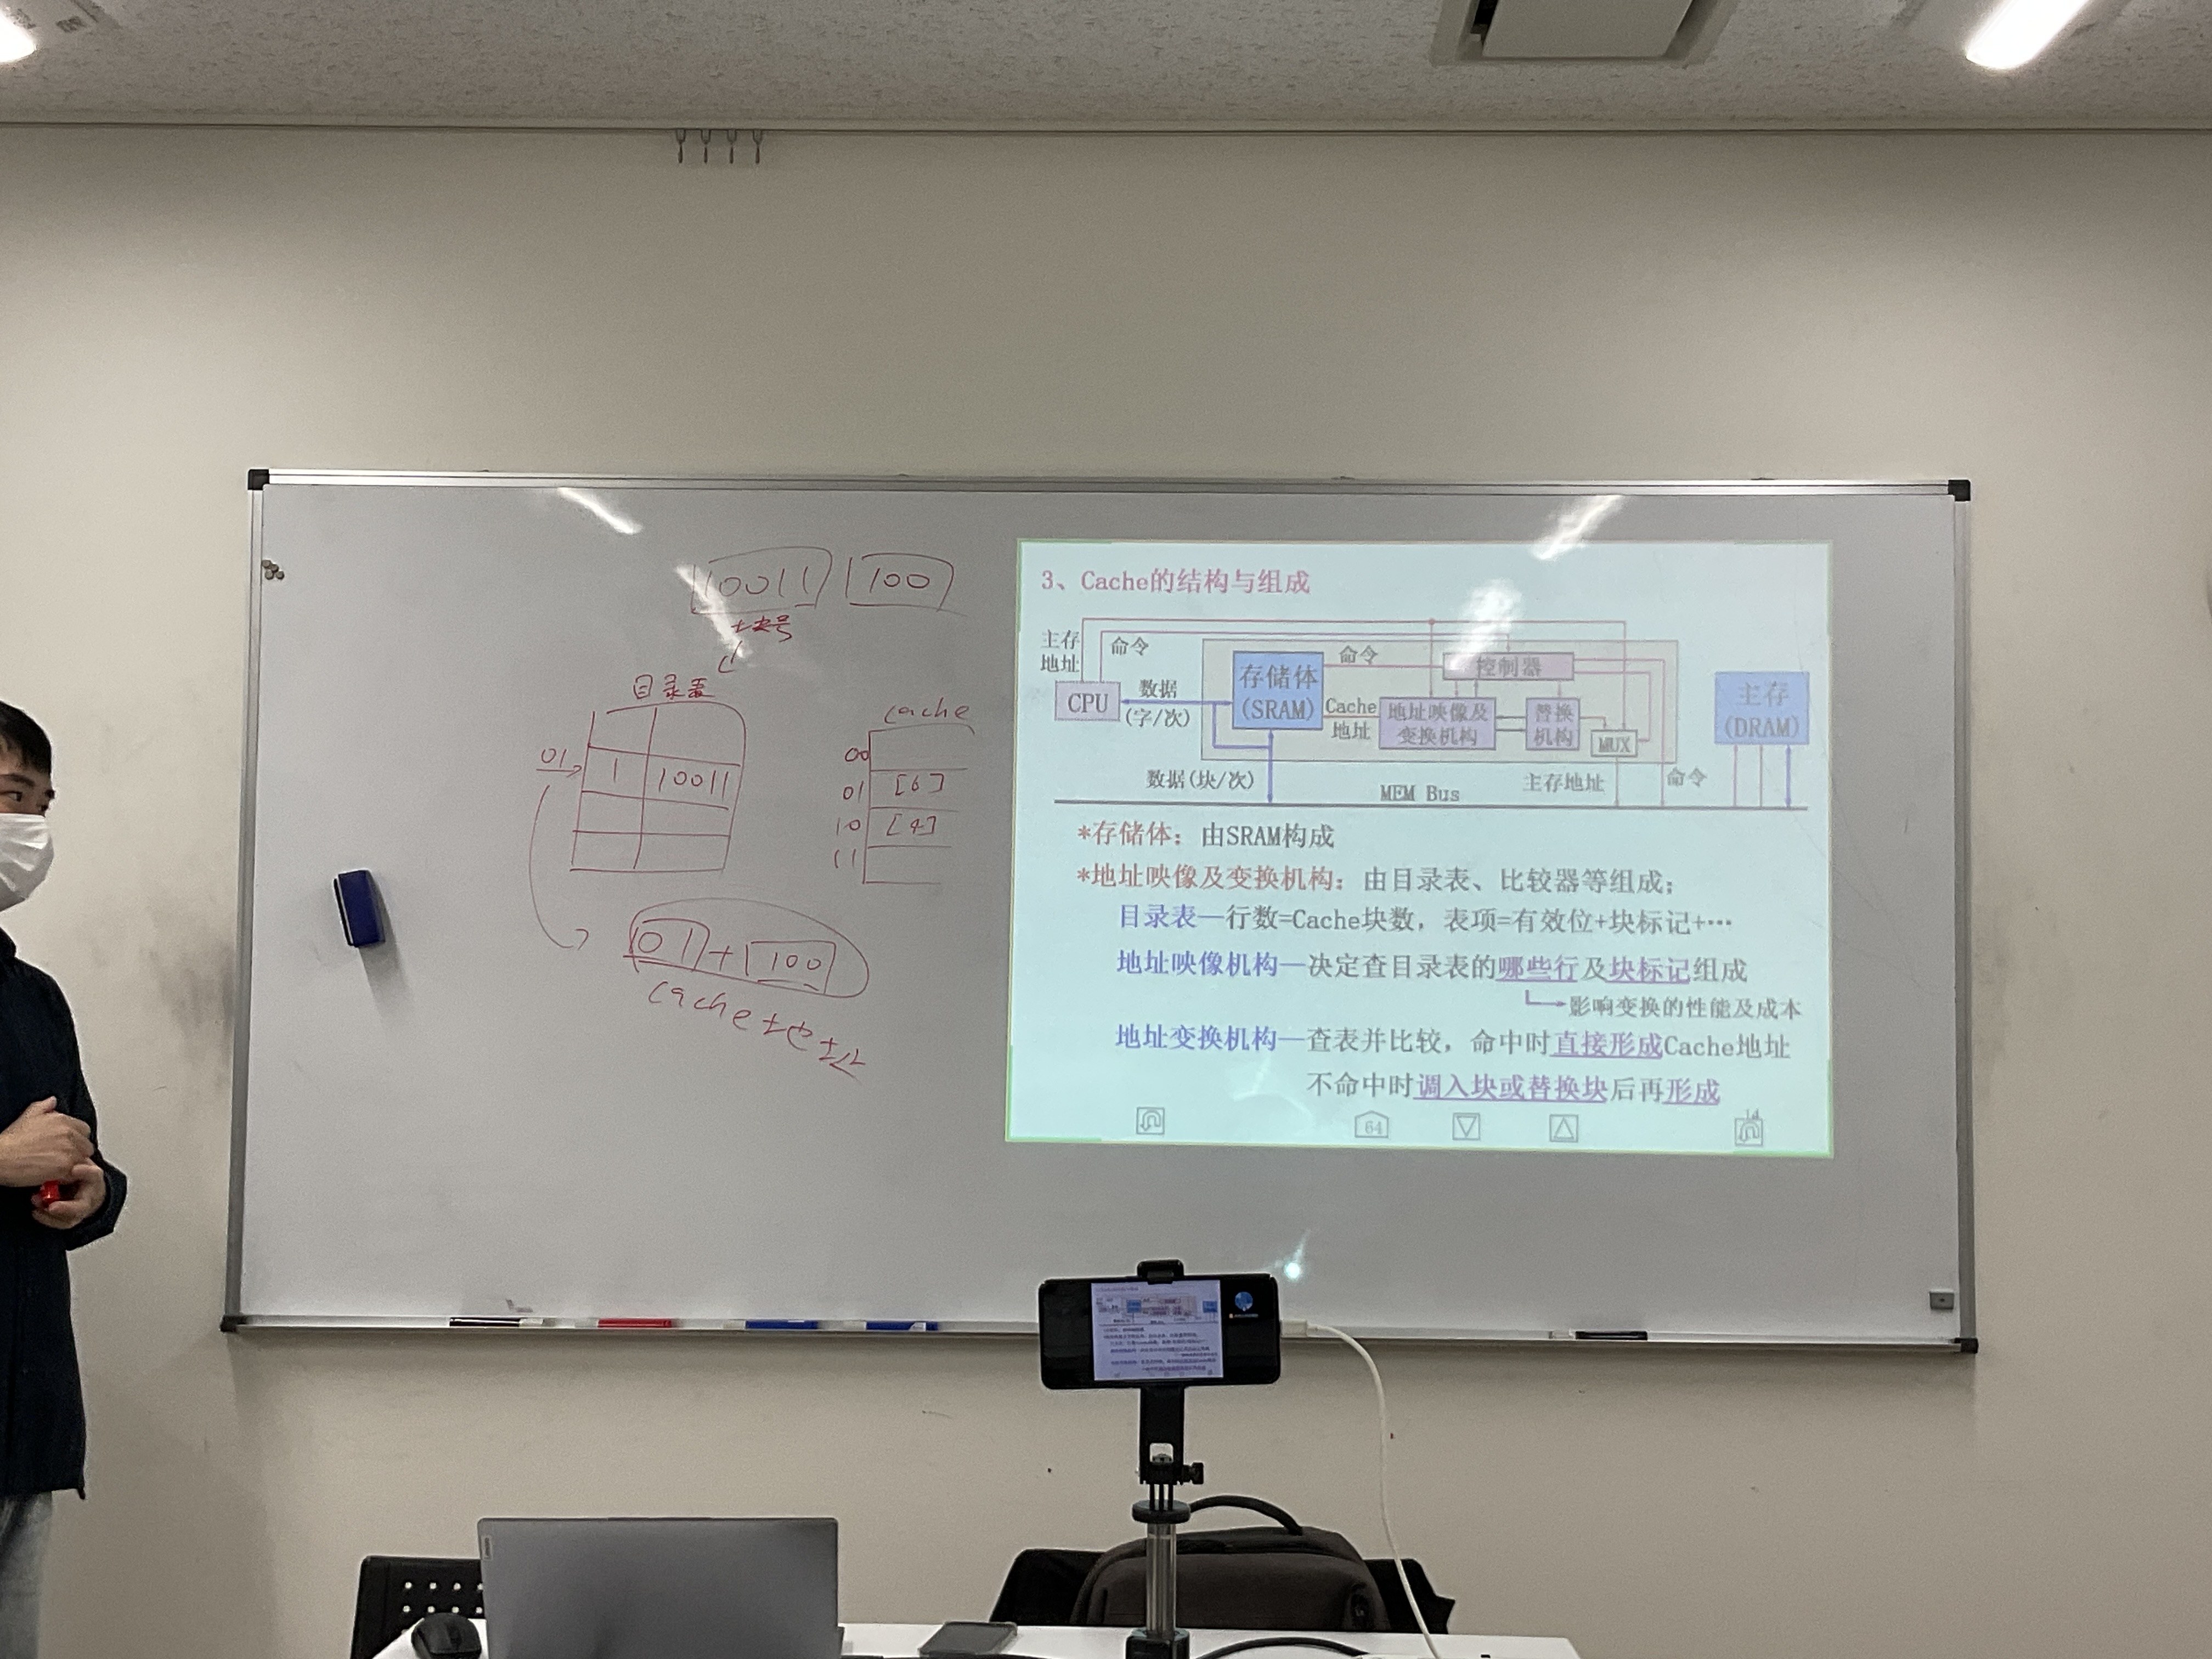 10011 100
块号
目录表
01 1 10011
cache
00
01 [6]
10 [4]
11
01 + 100
cache地址
3、Cache的结构与组成
主存地址
命令
CPU
数据
(字/次)
存储体
(SRAM)
命令
控制器
Cache
地址
地址映像及
变换机构
替换
机构
MUX
主存
(DRAM)
数据(块/次)
MEM Bus
主存地址
命令
*存储体：由SRAM构成
*地址映像及变换机构：由目录表、比较器等组成；
目录表—行数=Cache块数，表项=有效位+块标记+…
地址映像机构—决定查目录表的哪些行及块标记组成
影响变换的性能及成本
地址变换机构—查表并比较，命中时直接形成Cache地址
不命中时调入块或替换块后再形成
64